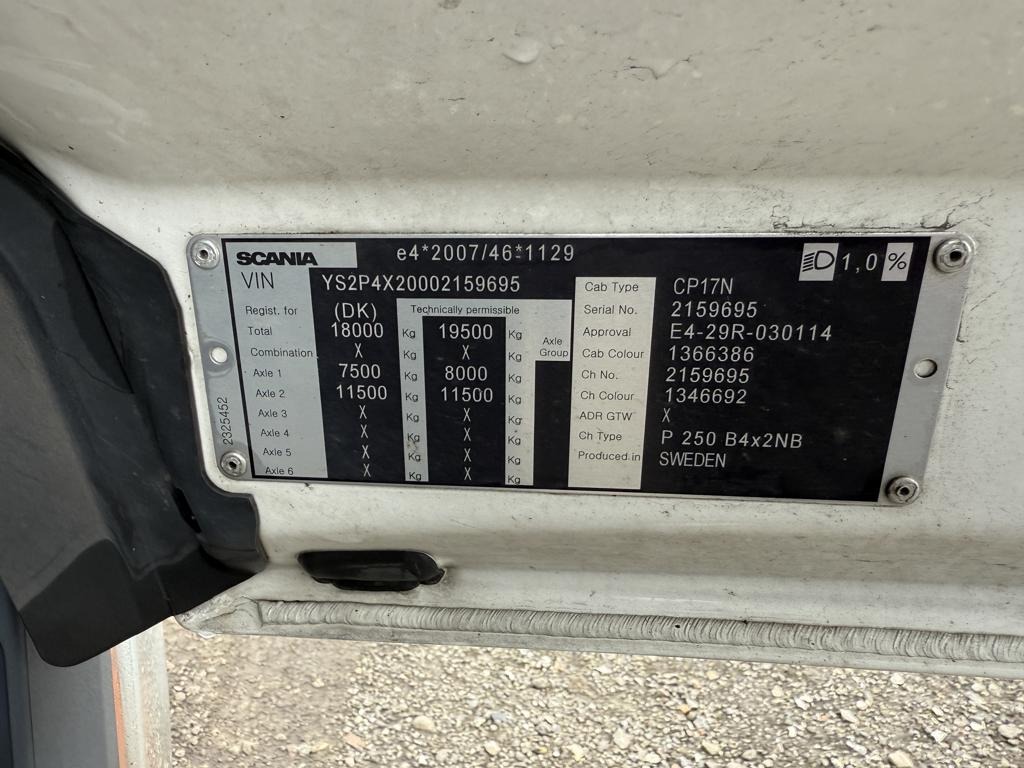 SCANIA e4*2007/46*1129 1,0 %
VIN YS2P4X20002159695
Regist. for (DK) Technically permissible
Total 18000 Kg 19500 Kg
Combination X Kg X Kg Axle Group
Axle 1 7500 Kg 8000 Kg
Axle 2 11500 Kg 11500 Kg
Axle 3 X Kg X Kg
Axle 4 X Kg X Kg
Axle 5 X Kg X Kg
Axle 6 X Kg X Kg
Cab Type CP17N
Serial No. 2159695
Approval E4-29R-030114
Cab Colour 1366386
Ch No. 2159695
Ch Colour 1346692
ADR GTW X
Ch Type P 250 B4x2NB
Produced in SWEDEN
2325452